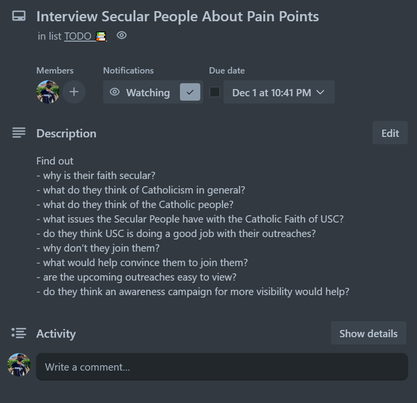 Interview Secular People About Pain Points
in list TODO 📚
Members
Notifications
Due date
Watching
Dec 1 at 10:41 PM
Description
Edit
Find out
- why is their faith secular?
- what do they think of Catholicism in general?
- what do they think of the Catholic people?
- what issues the Secular People have with the Catholic Faith of USC?
- do they think USC is doing a good job with their outreaches?
- why don't they join them?
- what would help convince them to join them?
- are the upcoming outreaches easy to view?
- do they think an awareness campaign for more visibility would help?
Activity
Show details
Write a comment...